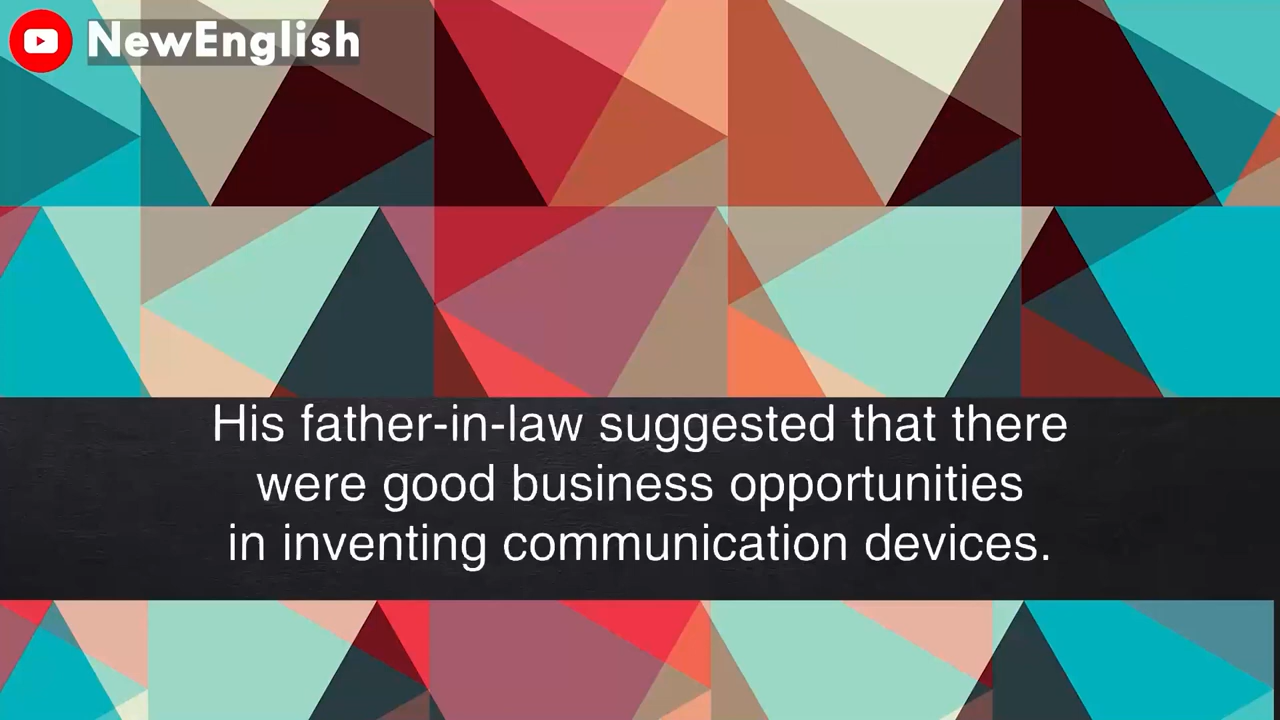 NewEnglish
His father-in-law suggested that there
were good business opportunities
in inventing communication devices.